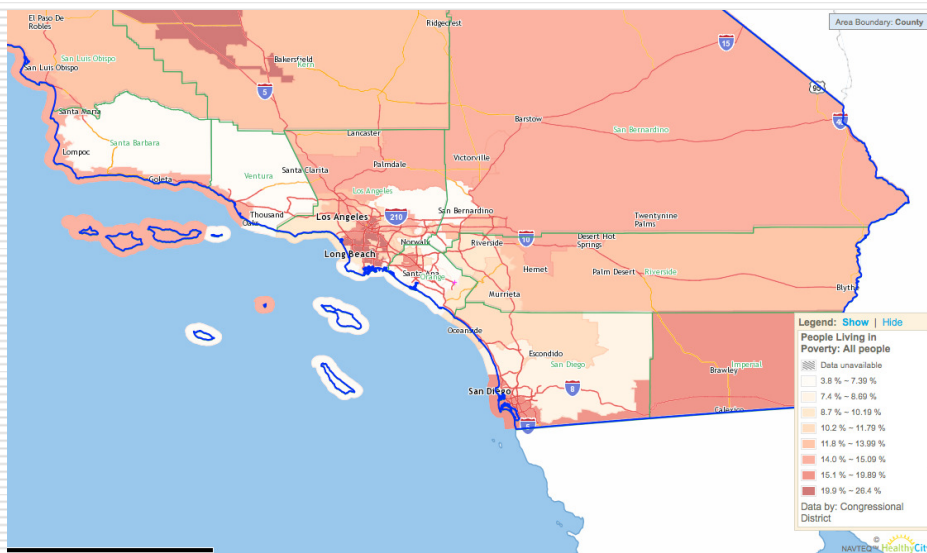 El Paso De
Robles
Ridgecrest
Area Boundary: County
15
San Luis Obispo
San Luis Obispo
Bakersfield
Kern
95
5
Santa Maria
Barstow
San Bernardino
Lancaster
Santa Barbara
Lompoc
Palmdale
Victorville
Santa Clarita
Goleta
Ventura
Los Angeles
Thousand
Oaks
Los Angeles
210
San Bernardino
Twentynine
Palms
Norwalk
Riverside
10
Desert Hot
Springs
Long Beach
Santa Ana
Orange
Hemet
Palm Desert
Riverside
Murrieta
Blyth
Oceanside
Legend: Show | Hide
People Living in
Poverty: All people
Data unavailable
3.8 % – 7.39 %
7.4% – 8.69 %
8.7 % – 10.19 %
10.2 % – 11.79 %
11.8 % – 13.99 %
14.0 % – 15.09 %
15.1 % – 19.89 %
19.9 % – 26.4 %
Data by: Congressional
District
Escondido
San Diego
Imperial
Brawley
San Diego
8
Calexico
5
©
NAVTEQ™ HealthyCit